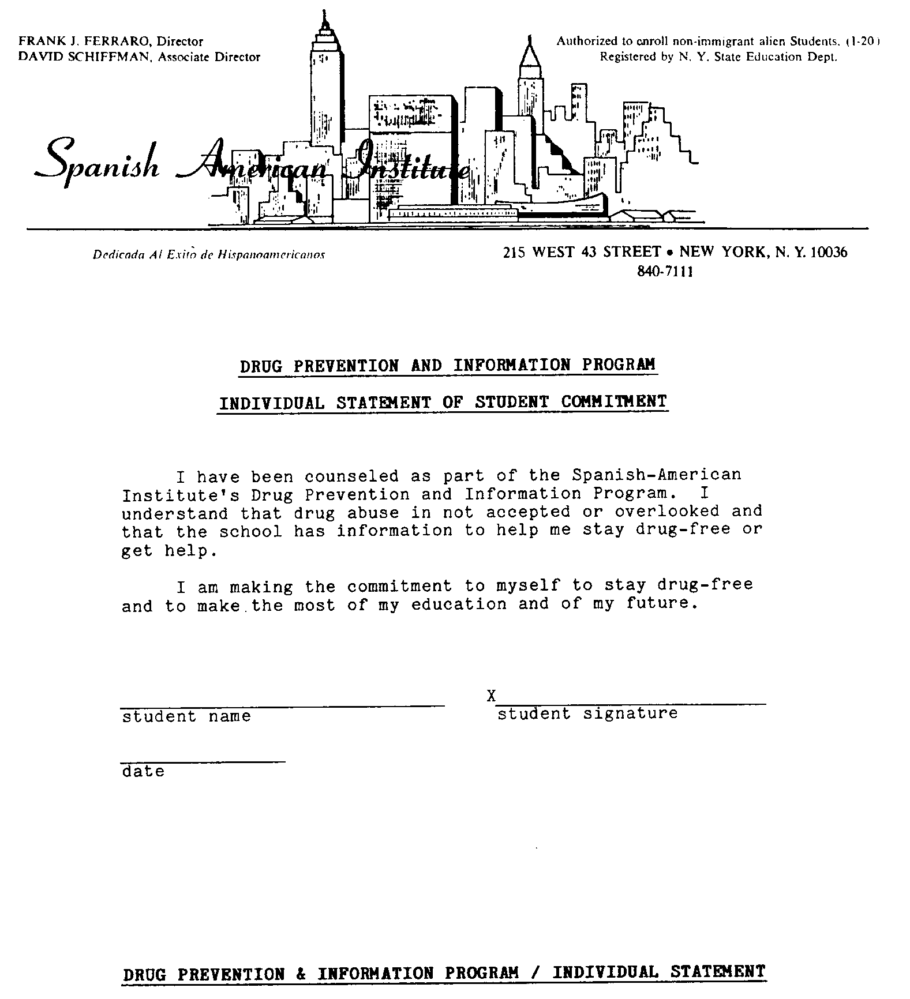 FRANK J. FERRARO, Director
DAVID SCHIFFMAN, Associate Director
Authorized to enroll non-immigrant alien Students. (I-20)
Registered by N. Y. State Education Dept.
Spanish American Institute
Dedicada Al Exitò de Hispanoamericanos
215 WEST 43 STREET • NEW YORK, N. Y. 10036
840-7111
DRUG PREVENTION AND INFORMATION PROGRAM
INDIVIDUAL STATEMENT OF STUDENT COMMITMENT
I have been counseled as part of the Spanish-American
Institute's Drug Prevention and Information Program. I
understand that drug abuse in not accepted or overlooked and
that the school has information to help me stay drug-free or
get help.
I am making the commitment to myself to stay drug-free
and to make the most of my education and of my future.
X
student name
student signature
date
DRUG PREVENTION & INFORMATION PROGRAM / INDIVIDUAL STATEMENT